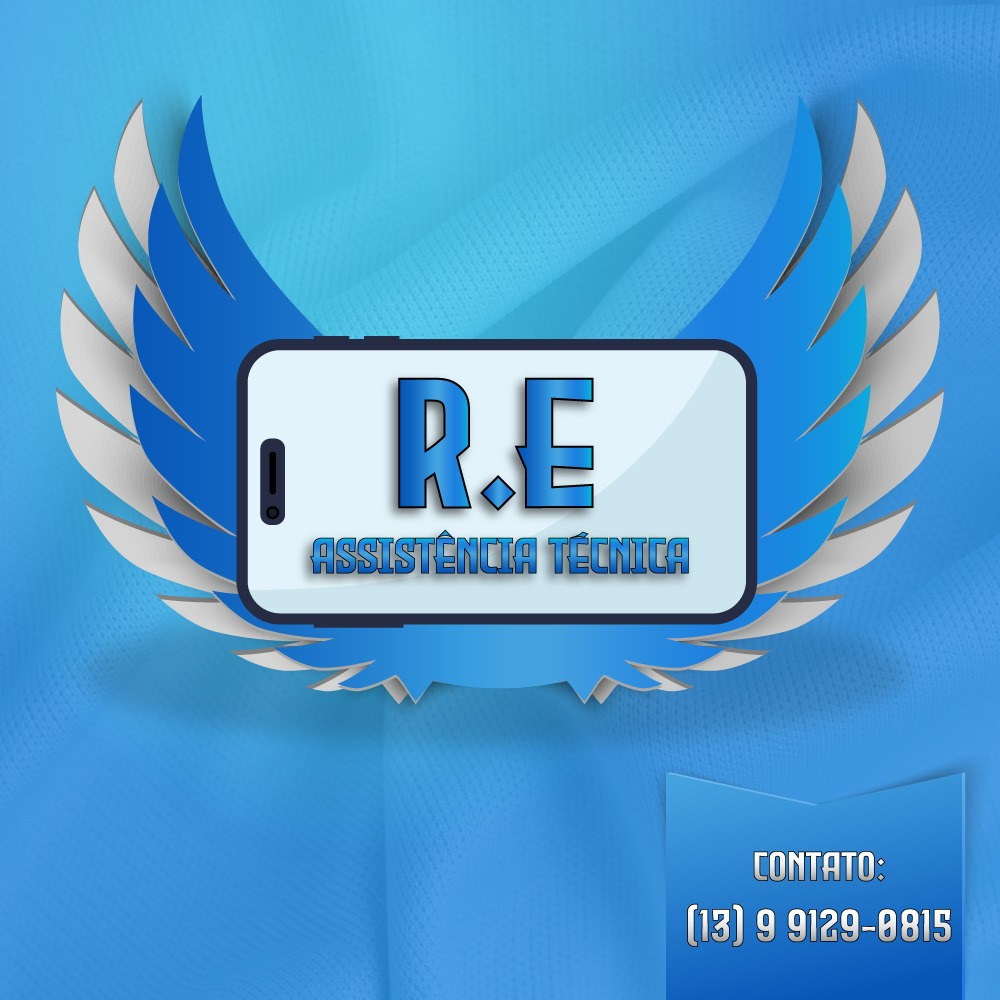 R.E
ASSISTÊNCIA TÉCNICA
CONTATO:
(13) 9 9129-0815